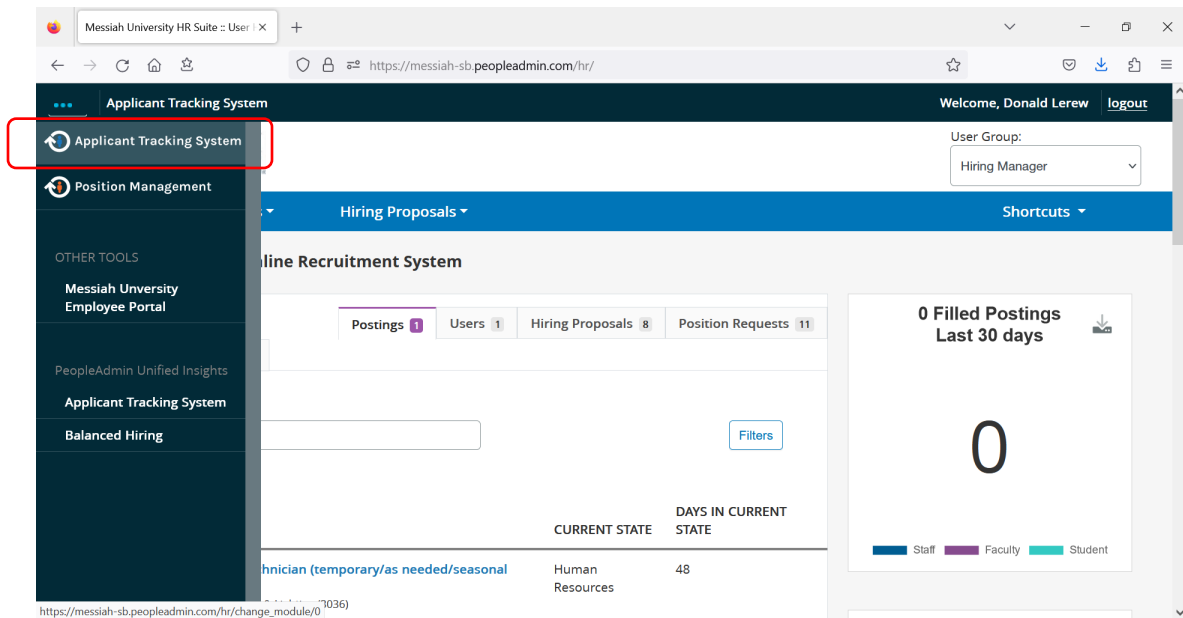 Messiah University HR Suite :: User
https://messiah-sb.peopleadmin.com/hr/
Applicant Tracking System
Welcome, Donald Lerew
logout
Applicant Tracking System
User Group:
Hiring Manager
Position Management
Hiring Proposals
Shortcuts
OTHER TOOLS
line Recruitment System
Messiah Unversity
Employee Portal
Postings 1
Users 1
Hiring Proposals 8
Position Requests 11
0 Filled Postings
Last 30 days
PeopleAdmin Unified Insights
Applicant Tracking System
Balanced Hiring
Filters
0
CURRENT STATE
DAYS IN CURRENT
STATE
Staff
Faculty
Student
hnician (temporary/as needed/seasonal
Human
Resources
48
036)
https://messiah-sb.peopleadmin.com/hr/change_module/0